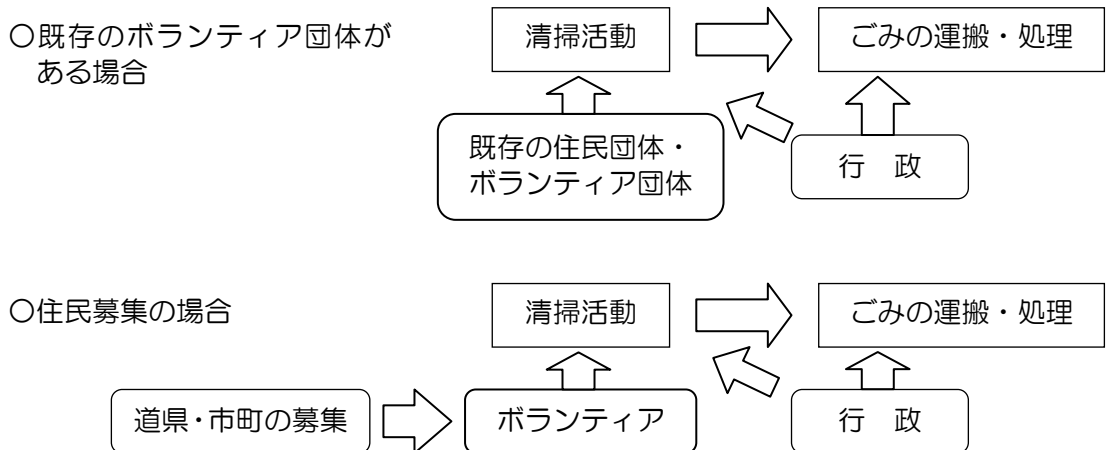 ○既存のボランティア団体が
ある場合
清掃活動
ごみの運搬・処理
既存の住民団体・
ボランティア団体
行　政
○住民募集の場合
清掃活動
ごみの運搬・処理
道県・市町の募集
ボランティア
行　政